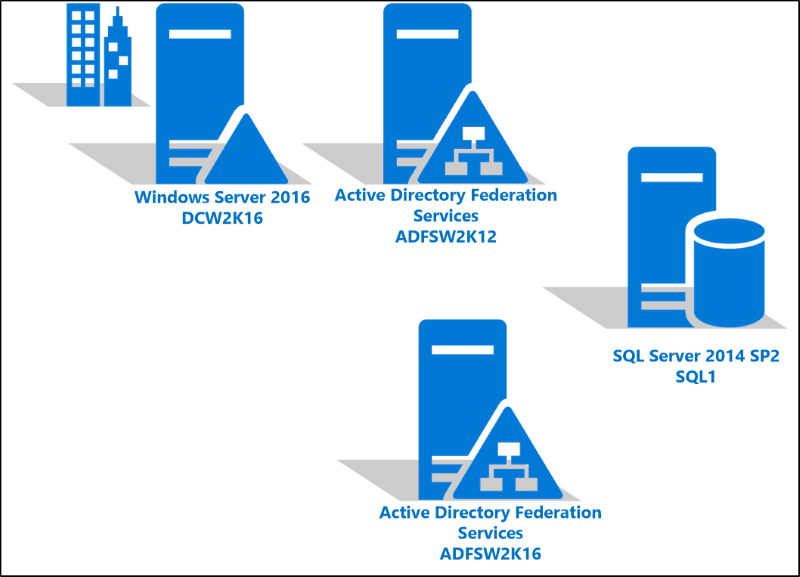 Windows Server 2016
DCW2K16
Active Directory Federation
Services
ADFSW2K12
SQL Server 2014 SP2
SQL1
Active Directory Federation
Services
ADFSW2K16